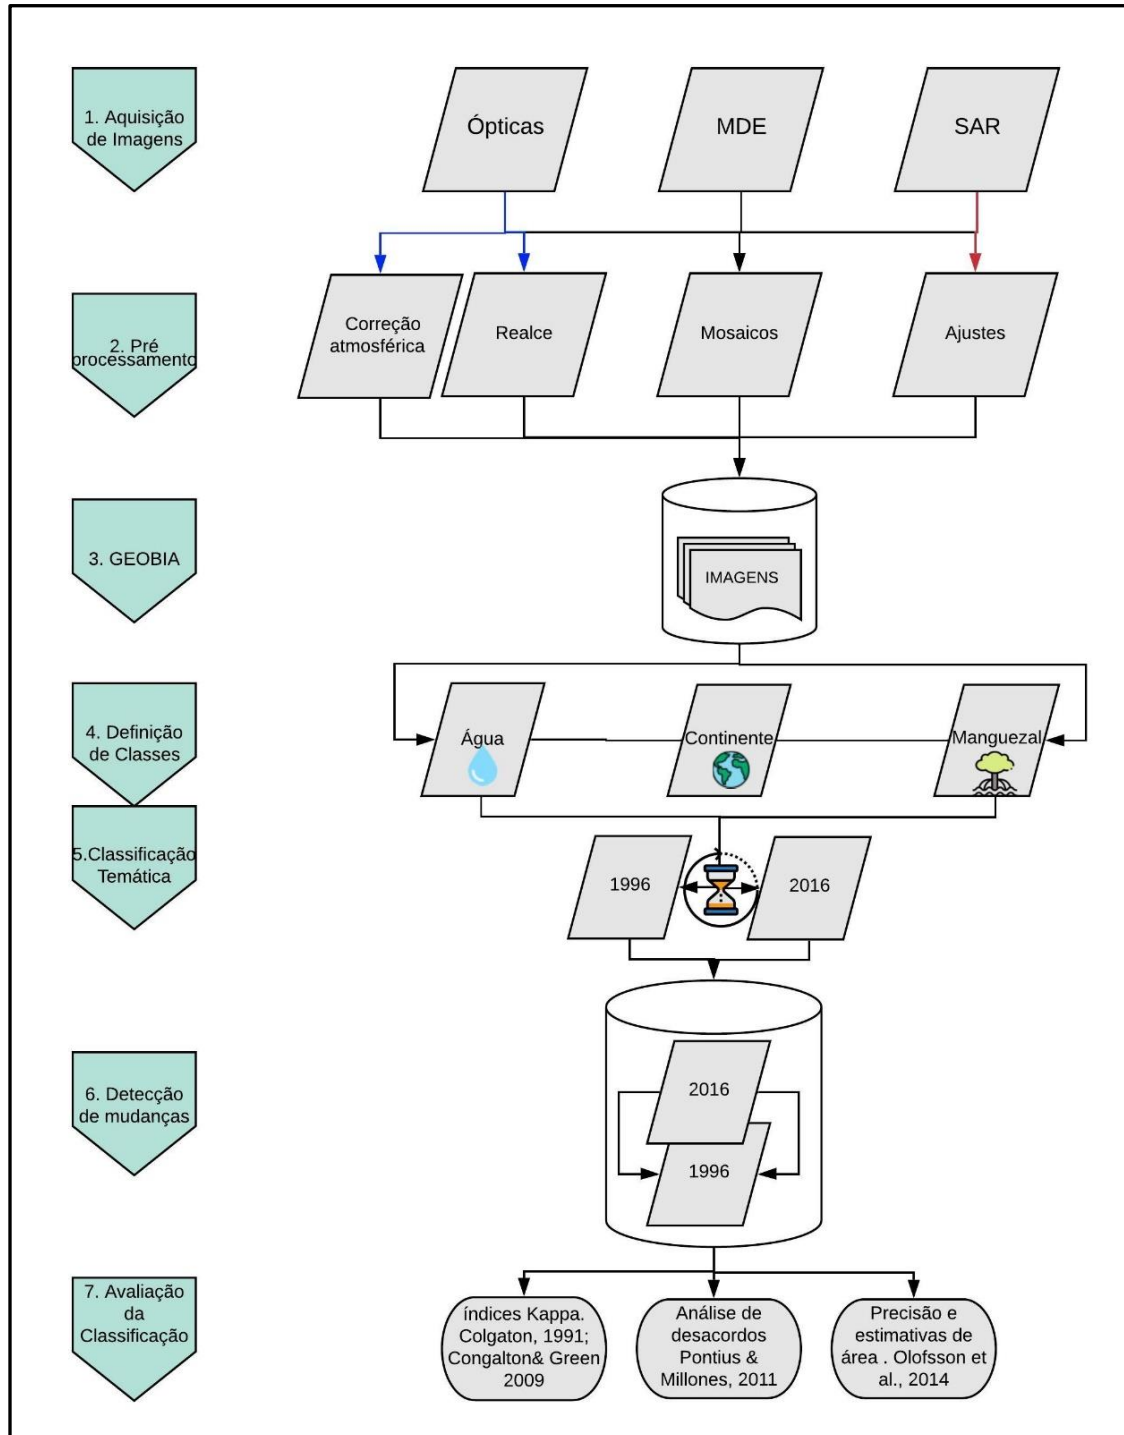 1. Aquisição
de Imagens
Ópticas
MDE
SAR
2. Pré
processamento
Correção
atmosférica
Realce
Mosaicos
Ajustes
3. GEOBIA
IMAGENS
4. Definição
de Classes
Água
Continente
Manguezal
5.Classificação
Temática
1996
2016
6. Detecção
de mudanças
2016
1996
7. Avaliação
da
Classificação
índices Kappa.
Colgaton, 1991;
Congalton& Green
2009
Análise de
desacordos
Pontius &
Millones, 2011
Precisão e
estimativas de
área . Olofsson et
al., 2014